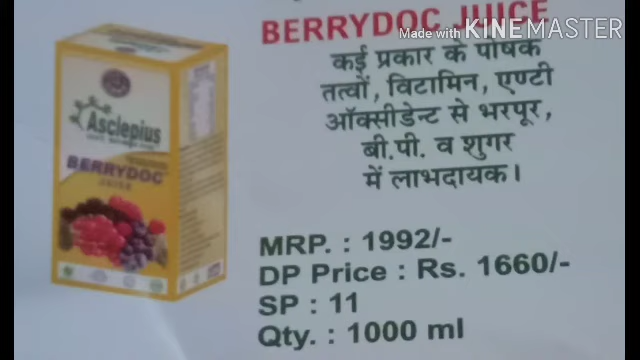 BERRYDOC JUICE
Made with KINEMASTER
कई प्रकार के पोषक
तत्वों, विटामिन, एण्टी
ऑक्सीडेन्ट से भरपूर,
बी.पी. व शुगर
में लाभदायक।
Asclepius
BERRYDOC
JUICE
MRP. : 1992/-
DP Price : Rs. 1660/-
SP : 11
Qty. : 1000 ml